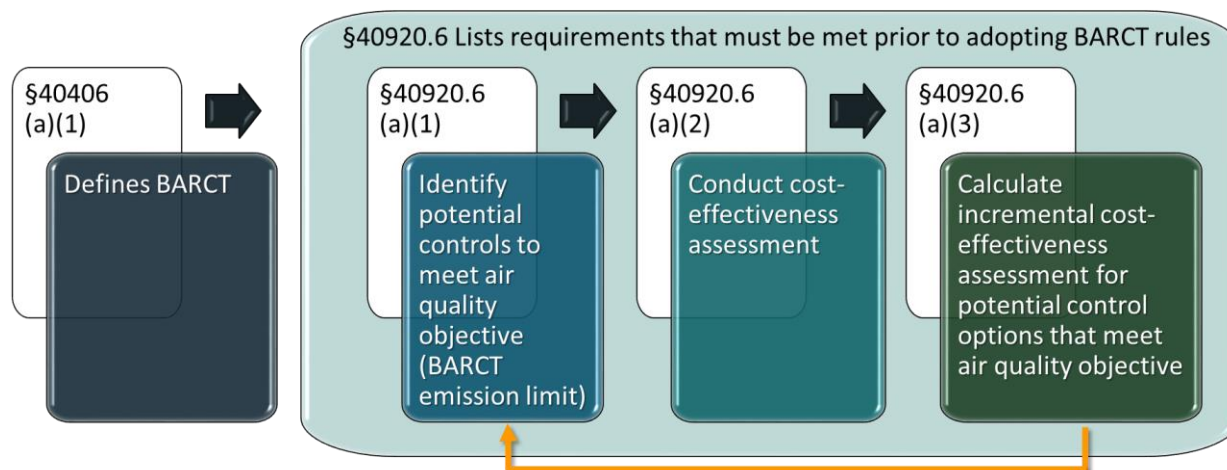 §40920.6 Lists requirements that must be met prior to adopting BARCT rules
§40406
(a)(1)
Defines BARCT
§40920.6
(a)(1)
Identify
potential
controls to
meet air
quality
objective
(BARCT
emission limit)
§40920.6
(a)(2)
Conduct cost-
effectiveness
assessment
§40920.6
(a)(3)
Calculate
incremental cost-
effectiveness
assessment for
potential control
options that meet
air quality objective